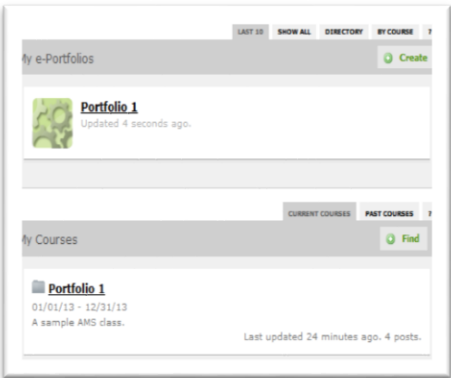 LAST 10 SHOW ALL DIRECTORY BY COURSE ?
My e-Portfolios Create
Portfolio 1
Updated 4 seconds ago.
CURRENT COURSES PAST COURSES ?
My Courses Find
Portfolio 1
01/01/13 - 12/31/13
A sample AMS class.
Last updated 24 minutes ago. 4 posts.